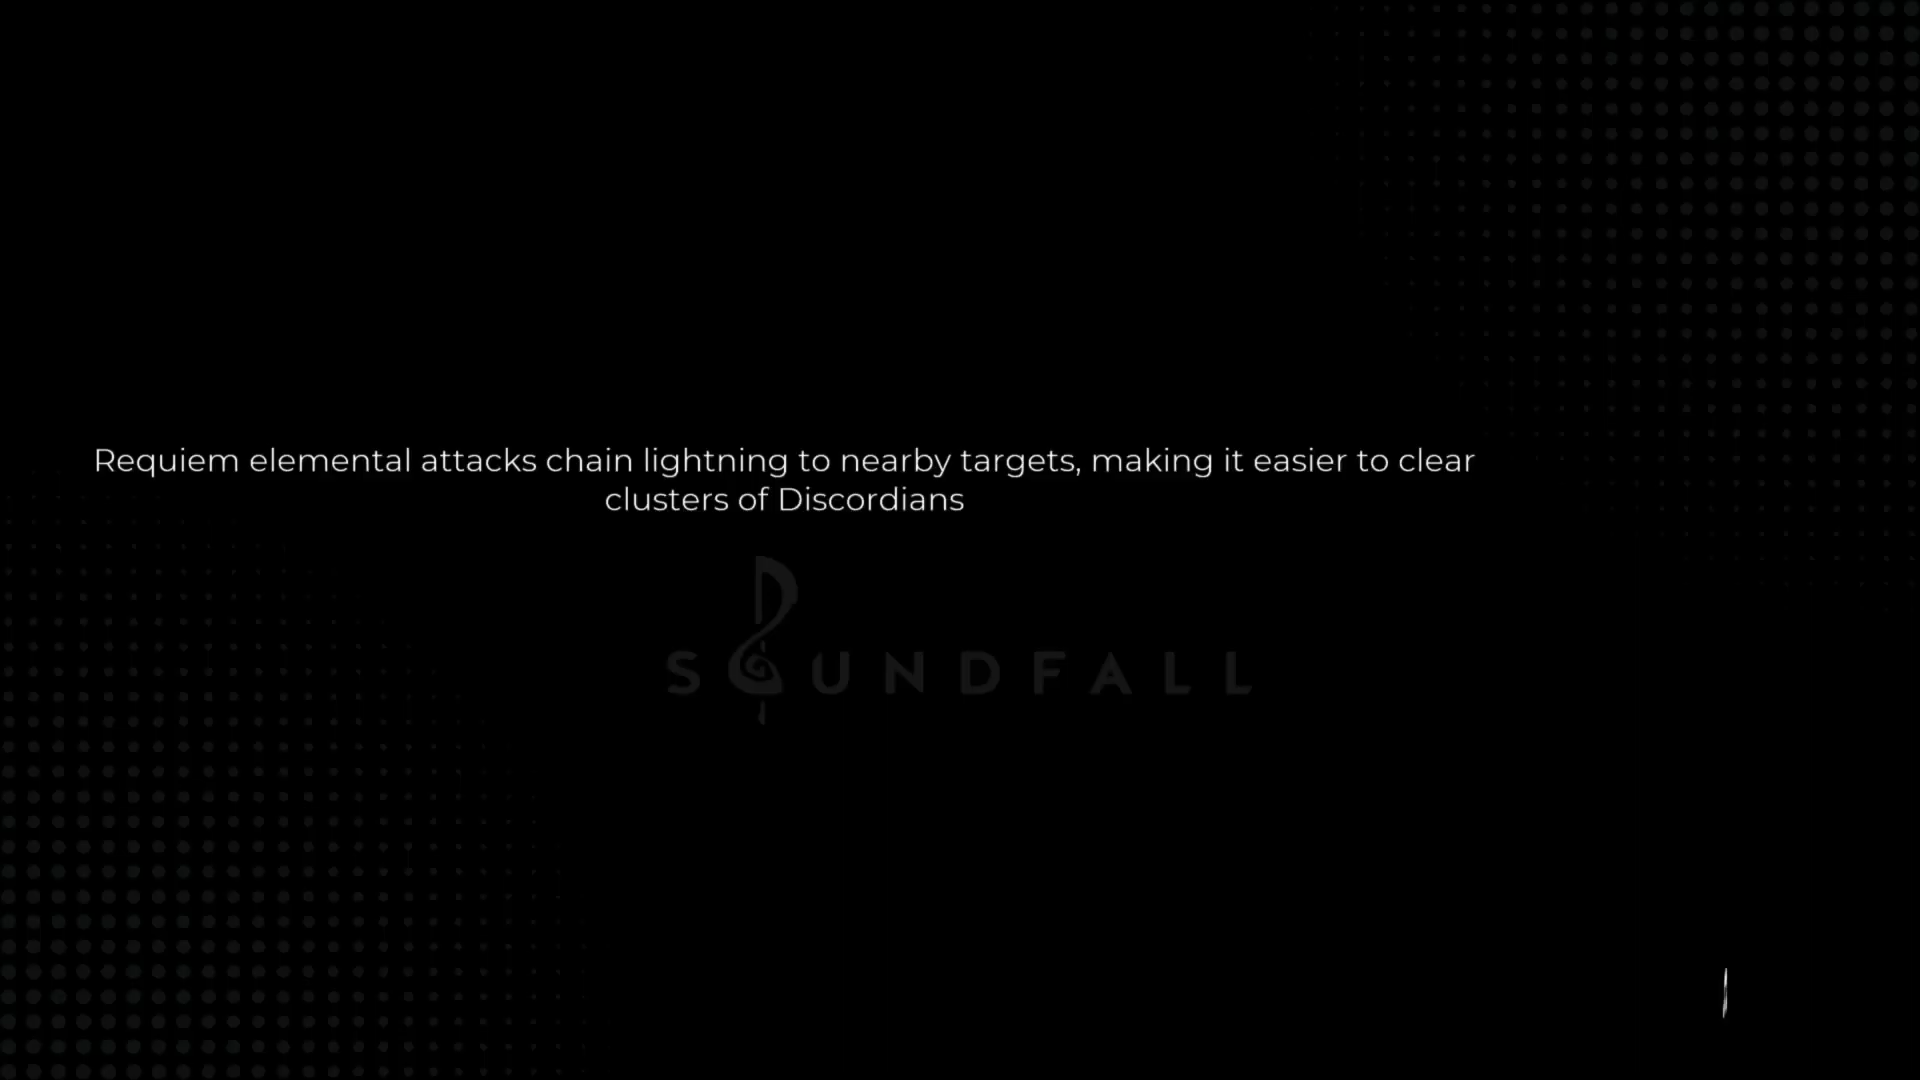 Requiem elemental attacks chain lightning to nearby targets, making it easier to clear
clusters of Discordians
SOUNDFALL